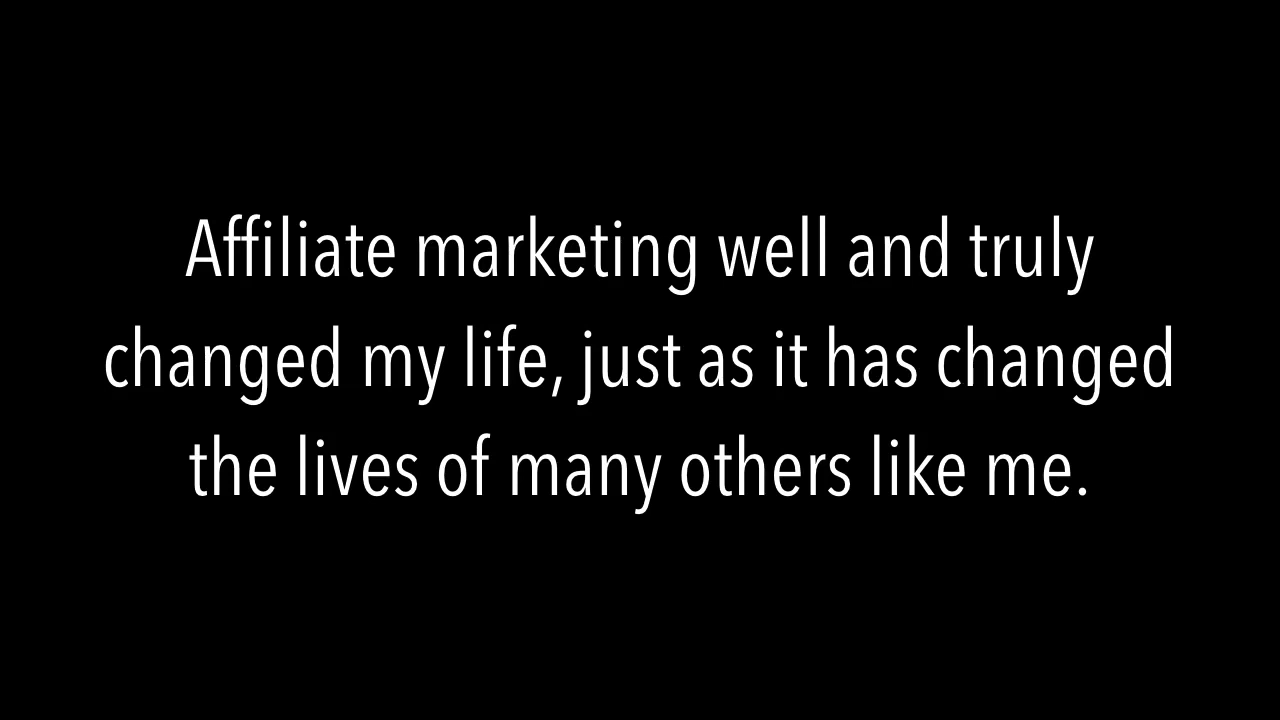 Affiliate marketing well and truly
changed my life, just as it has changed
the lives of many others like me.